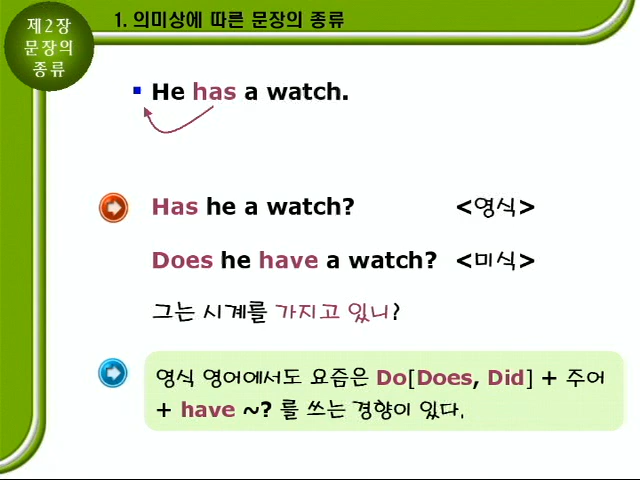 제2장
문장의
종류
1. 의미상에 따른 문장의 종류
He has a watch.
Has he a watch? <영식>
Does he have a watch? <미식>
그는 시계를 가지고 있니?
영식 영어에서도 요즘은 Do[Does, Did] + 주어
+ have ~? 를 쓰는 경향이 있다.